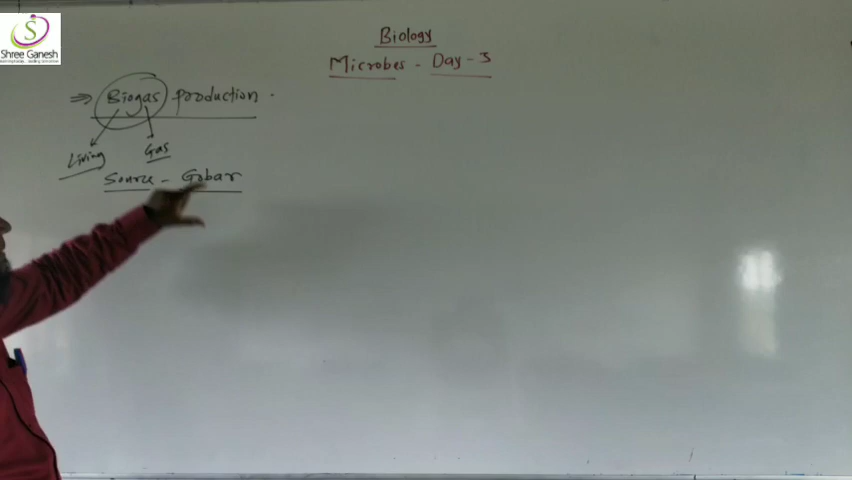 S
Shree Ganesh
Biology
Microbes - Day - 3
⇒ Biogas production.
Living Gas
Source - Gobar